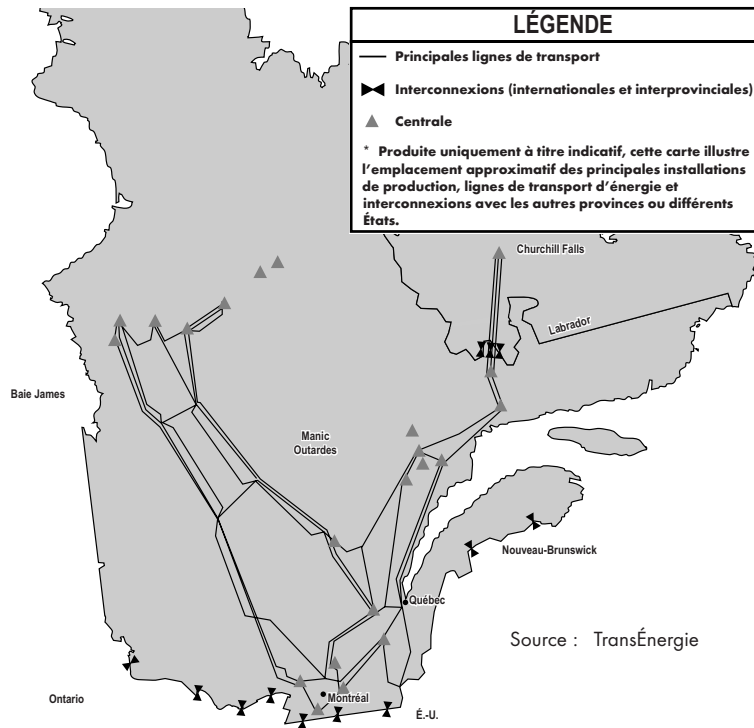 LÉGENDE
Principales lignes de transport
Interconnexions (internationales et interprovinciales)
Centrale
* Produite uniquement à titre indicatif, cette carte illustre
l'emplacement approximatif des principales installations
de production, lignes de transport d'énergie et
interconnexions avec les autres provinces ou différents
États.
Churchill Falls
Labrador
Baie James
Manic
Outardes
Nouveau-Brunswick
Québec
Source : TransÉnergie
Ontario
Montréal
É.-U.